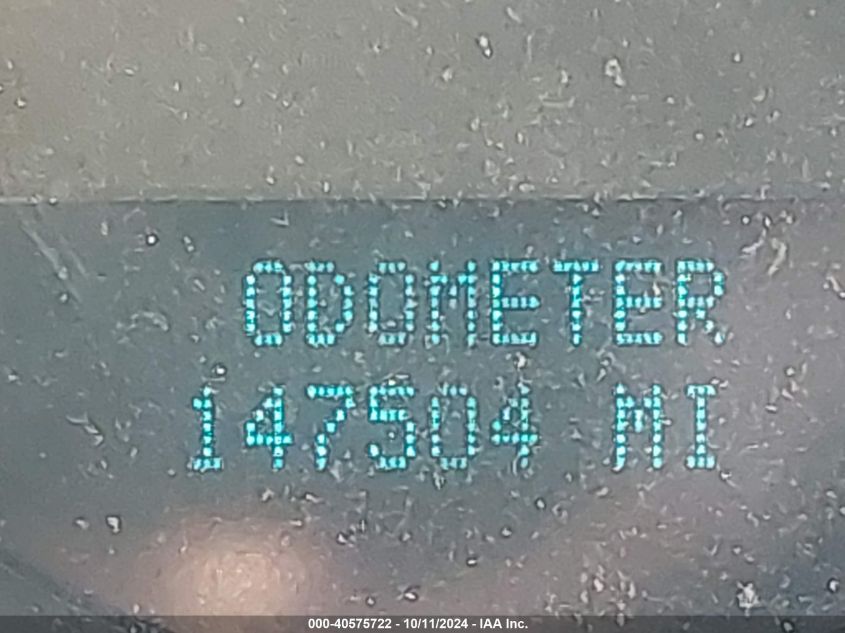 ODOMETER
147504 MI
000-40575722 - 10/11/2024 - IAA Inc.